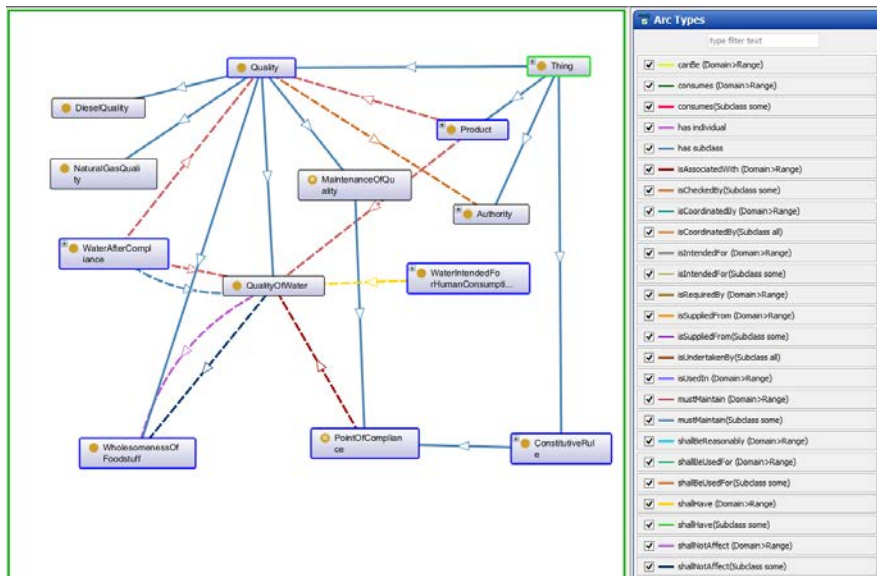 Quality
Thing
DieselQuality
Product
NaturalGasQuali
ty
MaintenanceOfQu
ality
Authority
WaterAfterCompl
iance
QualityOfWater
WaterIntendedFo
rHumanConsumpti...
WholesomenessOf
Foodstuff
PointOfComplian
ce
ConstitutiveRul
e
Arc Types
type filter text
canBe (Domain>Range)
consumes (Domain>Range)
consumes(Subclass some)
has individual
has subclass
isAssociatedWith (Domain>Range)
isCheckedBy(Subclass some)
isCoordinatedBy (Domain>Range)
isCoordinatedBy(Subclass all)
isIntendedFor (Domain>Range)
isIntendedFor(Subclass some)
isRequiredBy (Domain>Range)
isSuppliedFrom (Domain>Range)
isSuppliedFrom(Subclass some)
isUndertakenBy(Subclass all)
isUsedIn (Domain>Range)
mustMaintain (Domain>Range)
mustMaintain(Subclass some)
shallBeReasonably (Domain>Range)
shallBeUsedFor (Domain>Range)
shallBeUsedFor(Subclass some)
shallHave (Domain>Range)
shallHave(Subclass some)
shallNotAffect (Domain>Range)
shallNotAffect(Subclass some)